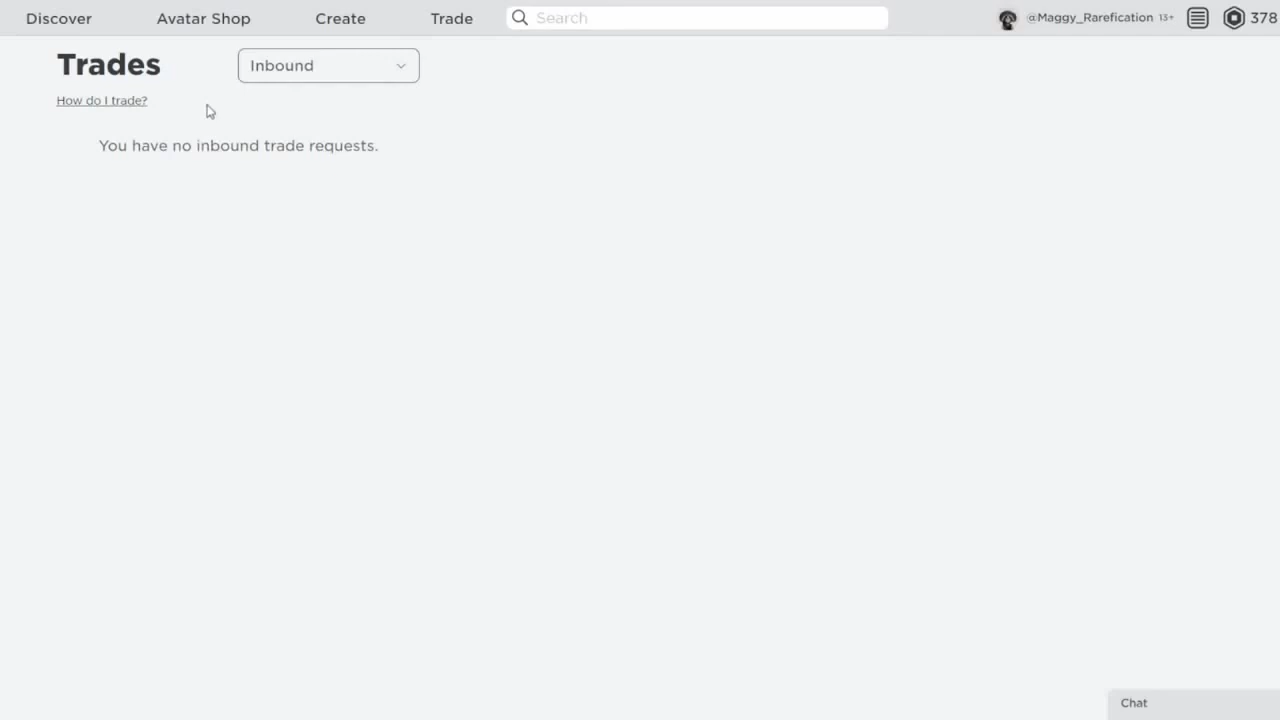 Discover Avatar Shop Create Trade Search @Maggy_Rarefication 13+ 378
Trades Inbound
How do I trade?
You have no inbound trade requests.
Chat